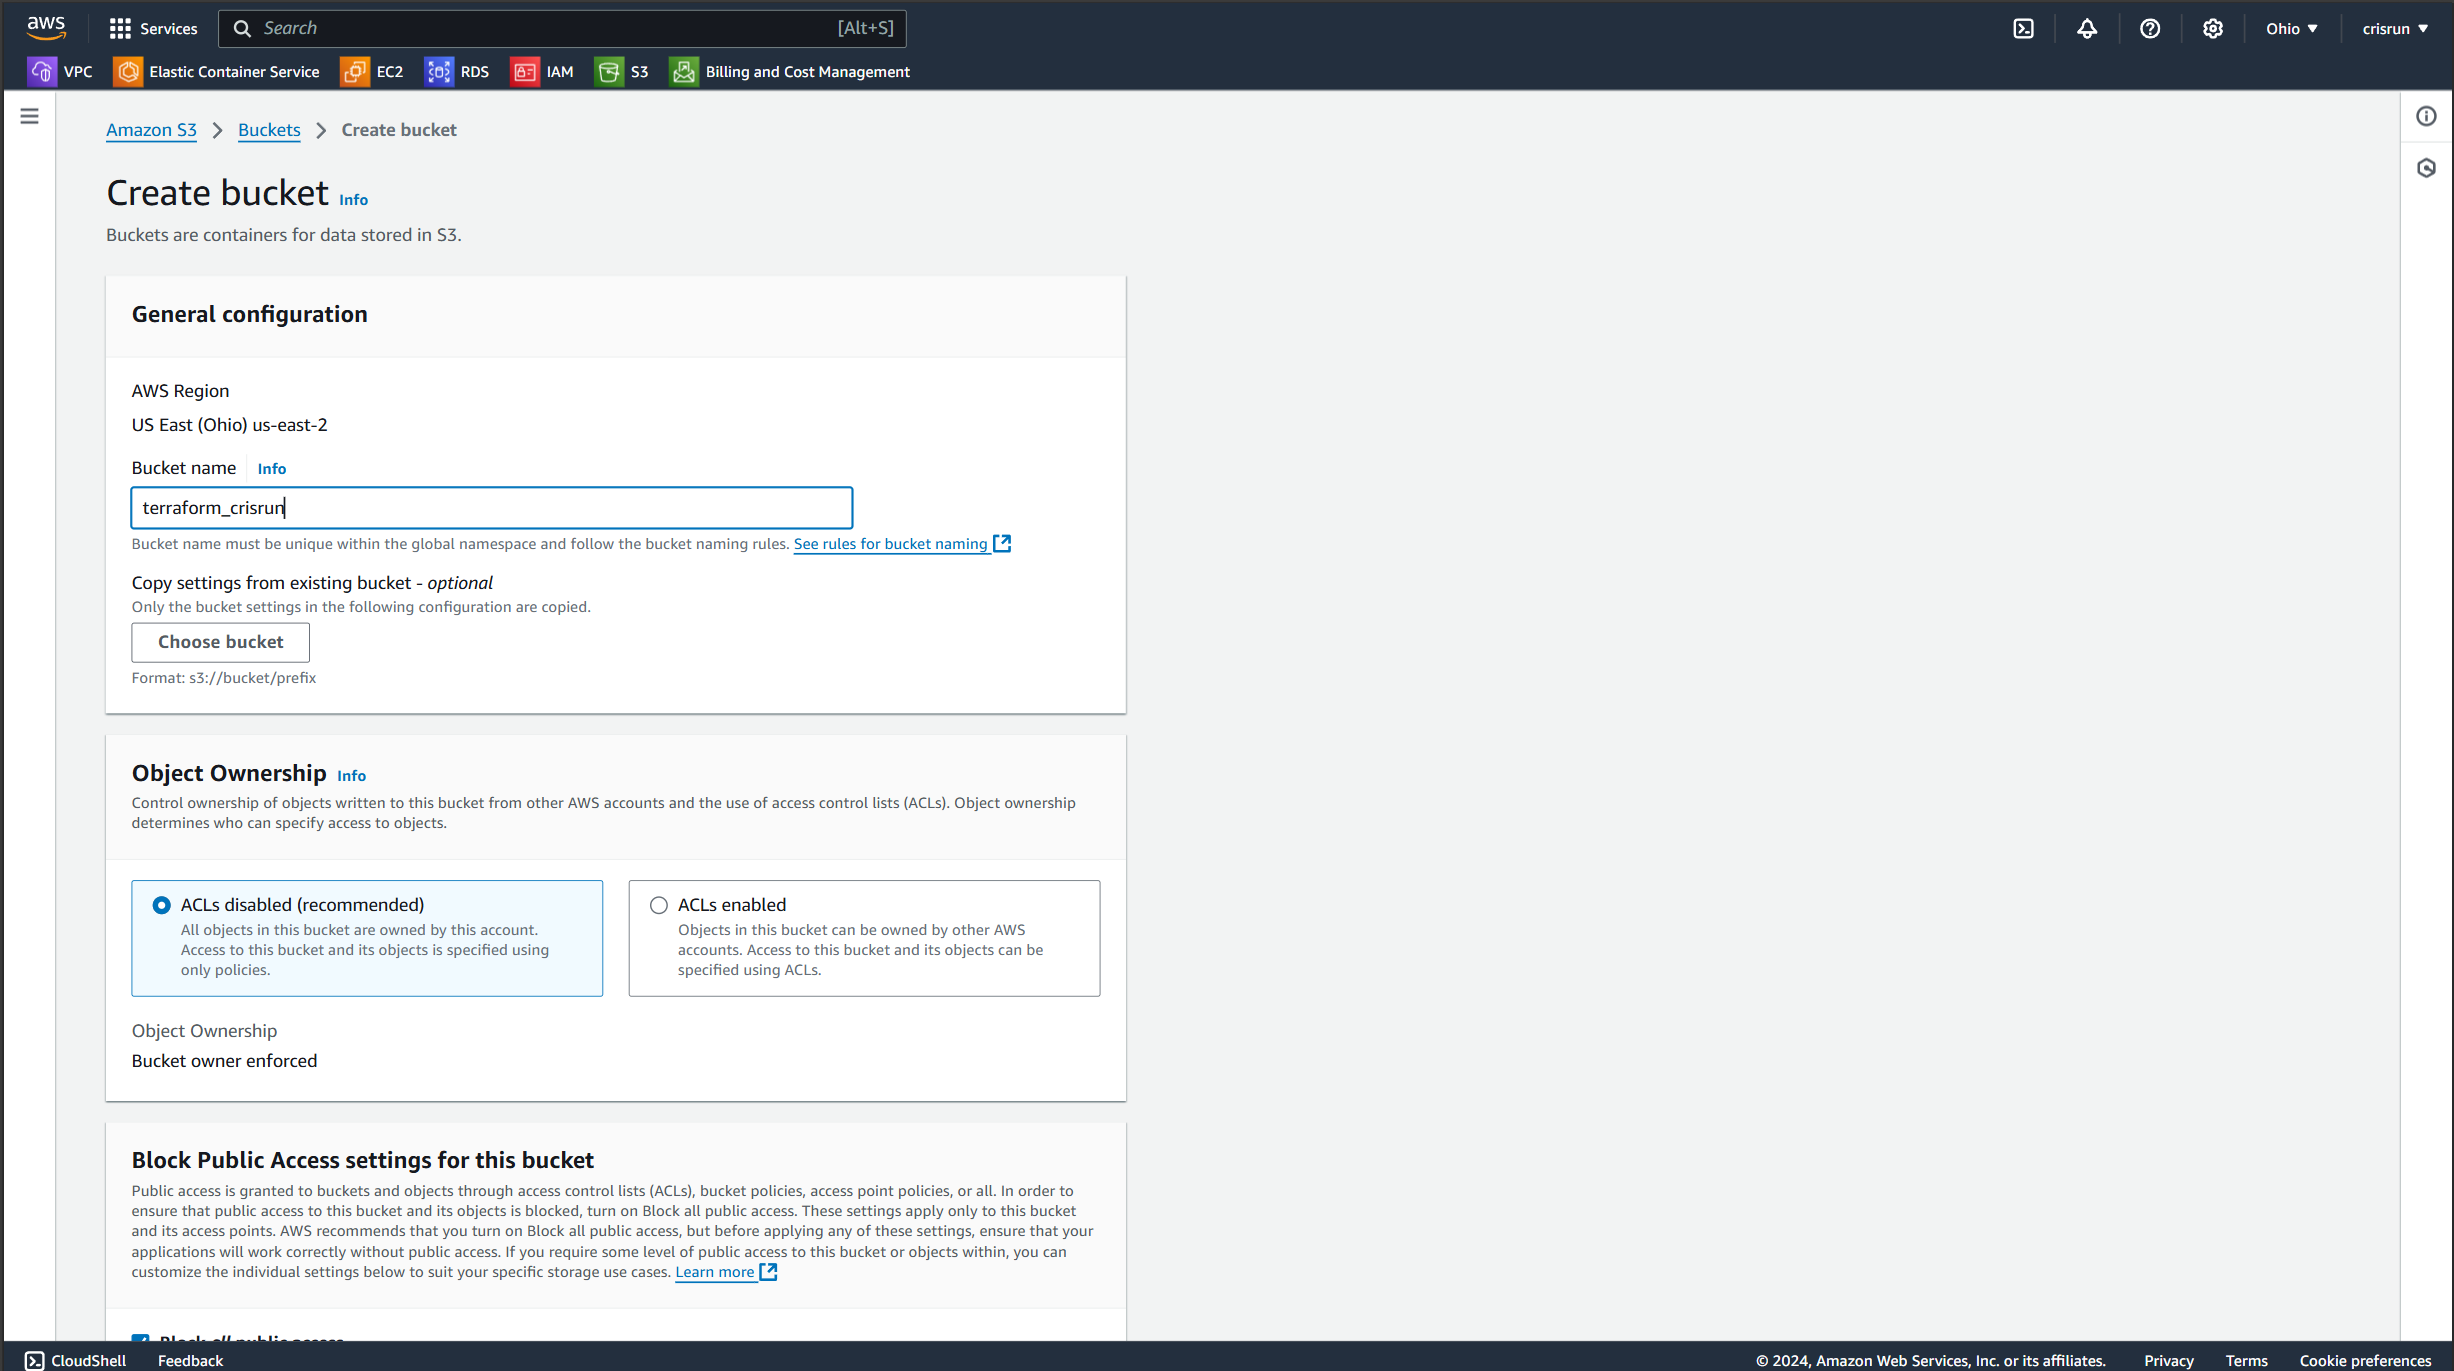 aws
Services
Search
[Alt+S]
Ohio ▼
crisrun ▼
VPC
Elastic Container Service
EC2
RDS
IAM
S3
Billing and Cost Management
Amazon S3 > Buckets > Create bucket
Create bucket Info
Buckets are containers for data stored in S3.
General configuration
AWS Region
US East (Ohio) us-east-2
Bucket name Info
terraform_crisrun
Bucket name must be unique within the global namespace and follow the bucket naming rules. See rules for bucket naming
Copy settings from existing bucket - optional
Only the bucket settings in the following configuration are copied.
Choose bucket
Format: s3://bucket/prefix
Object Ownership Info
Control ownership of objects written to this bucket from other AWS accounts and the use of access control lists (ACLs). Object ownership
determines who can specify access to objects.
ACLs disabled (recommended)
All objects in this bucket are owned by this account.
Access to this bucket and its objects is specified using
only policies.
ACLs enabled
Objects in this bucket can be owned by other AWS
accounts. Access to this bucket and its objects can be
specified using ACLs.
Object Ownership
Bucket owner enforced
Block Public Access settings for this bucket
Public access is granted to buckets and objects through access control lists (ACLs), bucket policies, access point policies, or all. In order to
ensure that public access to this bucket and its objects is blocked, turn on Block all public access. These settings apply only to this bucket
and its access points. AWS recommends that you turn on Block all public access, but before applying any of these settings, ensure that your
applications will work correctly without public access. If you require some level of public access to this bucket or objects within, you can
customize the individual settings below to suit your specific storage use cases. Learn more
Block all public access
CloudShell
Feedback
© 2024, Amazon Web Services, Inc. or its affiliates.
Privacy
Terms
Cookie preferences